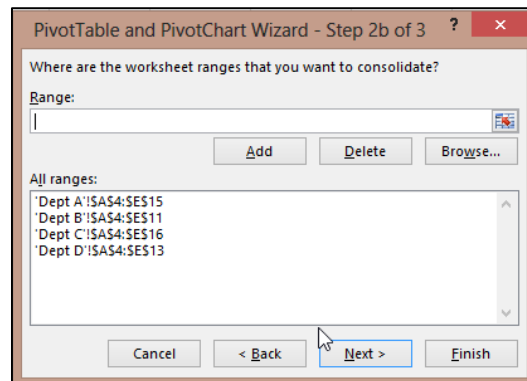 PivotTable and PivotChart Wizard - Step 2b of 3 ? ×
Where are the worksheet ranges that you want to consolidate?
Range:
Add Delete Browse...
All ranges:
'Dept A'!$A$4:$E$15
'Dept B'!$A$4:$E$11
'Dept C'!$A$4:$E$16
'Dept D'!$A$4:$E$13
Cancel < Back Next > Finish